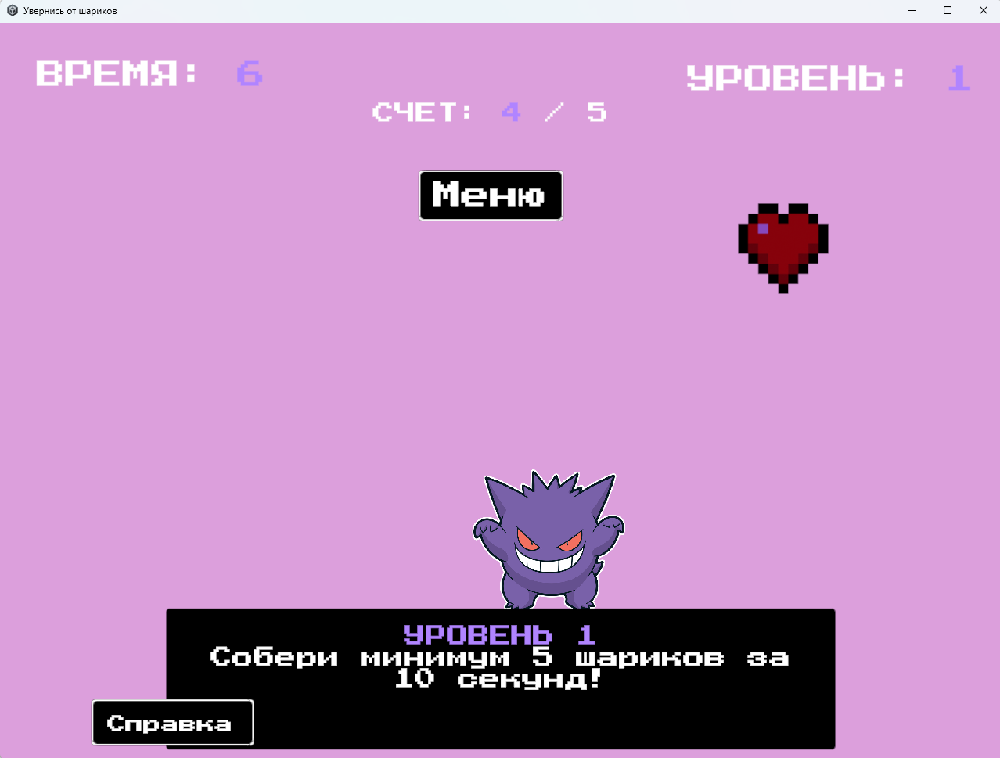 Увернись от шариков
ВРЕМЯ: 6
УРОВЕНЬ: 1
СЧЕТ: 4 / 5
Меню
УРОВЕНЬ 1
Собери минимум 5 шариков за
10 секунд!
Справка